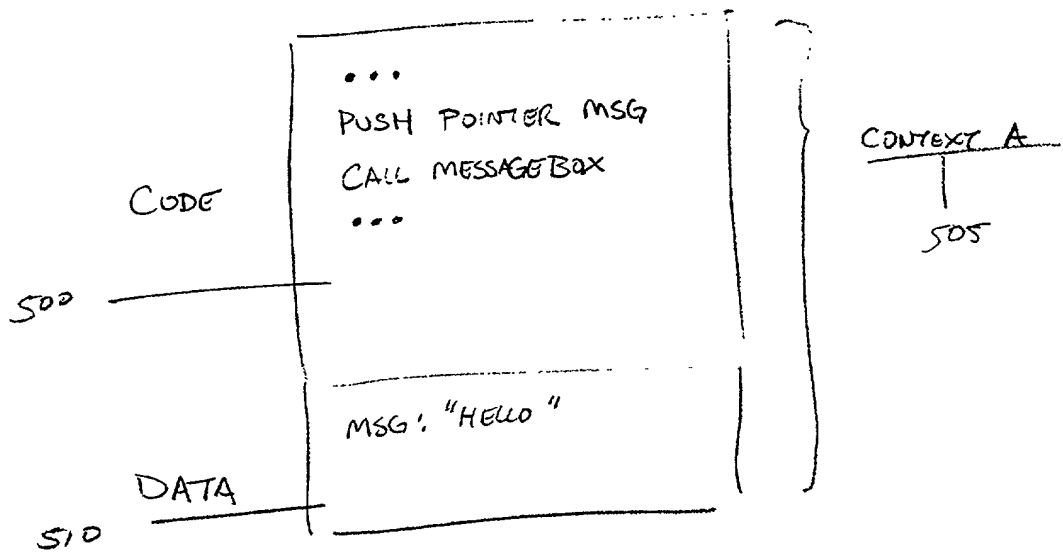 •••
PUSH POINTER MSG
CALL MESSAGEBOX
•••
CODE
500
MSG: "HELLO"
DATA
510
CONTEXT A
505